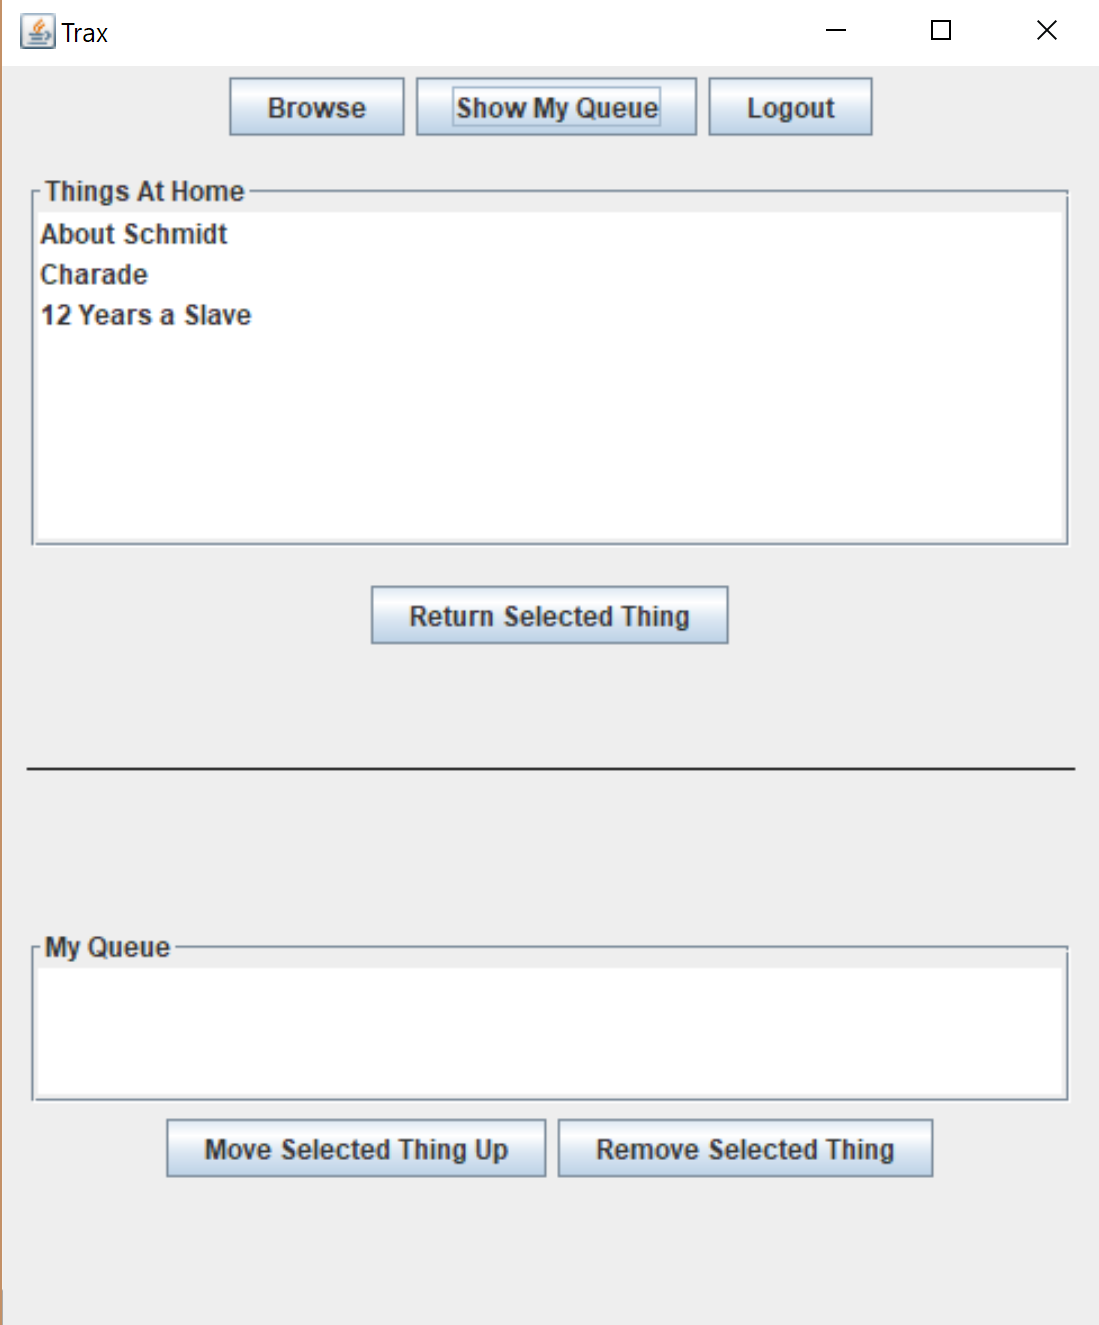 Trax
Browse Show My Queue Logout
Things At Home
About Schmidt
Charade
12 Years a Slave
Return Selected Thing
My Queue
Move Selected Thing Up Remove Selected Thing